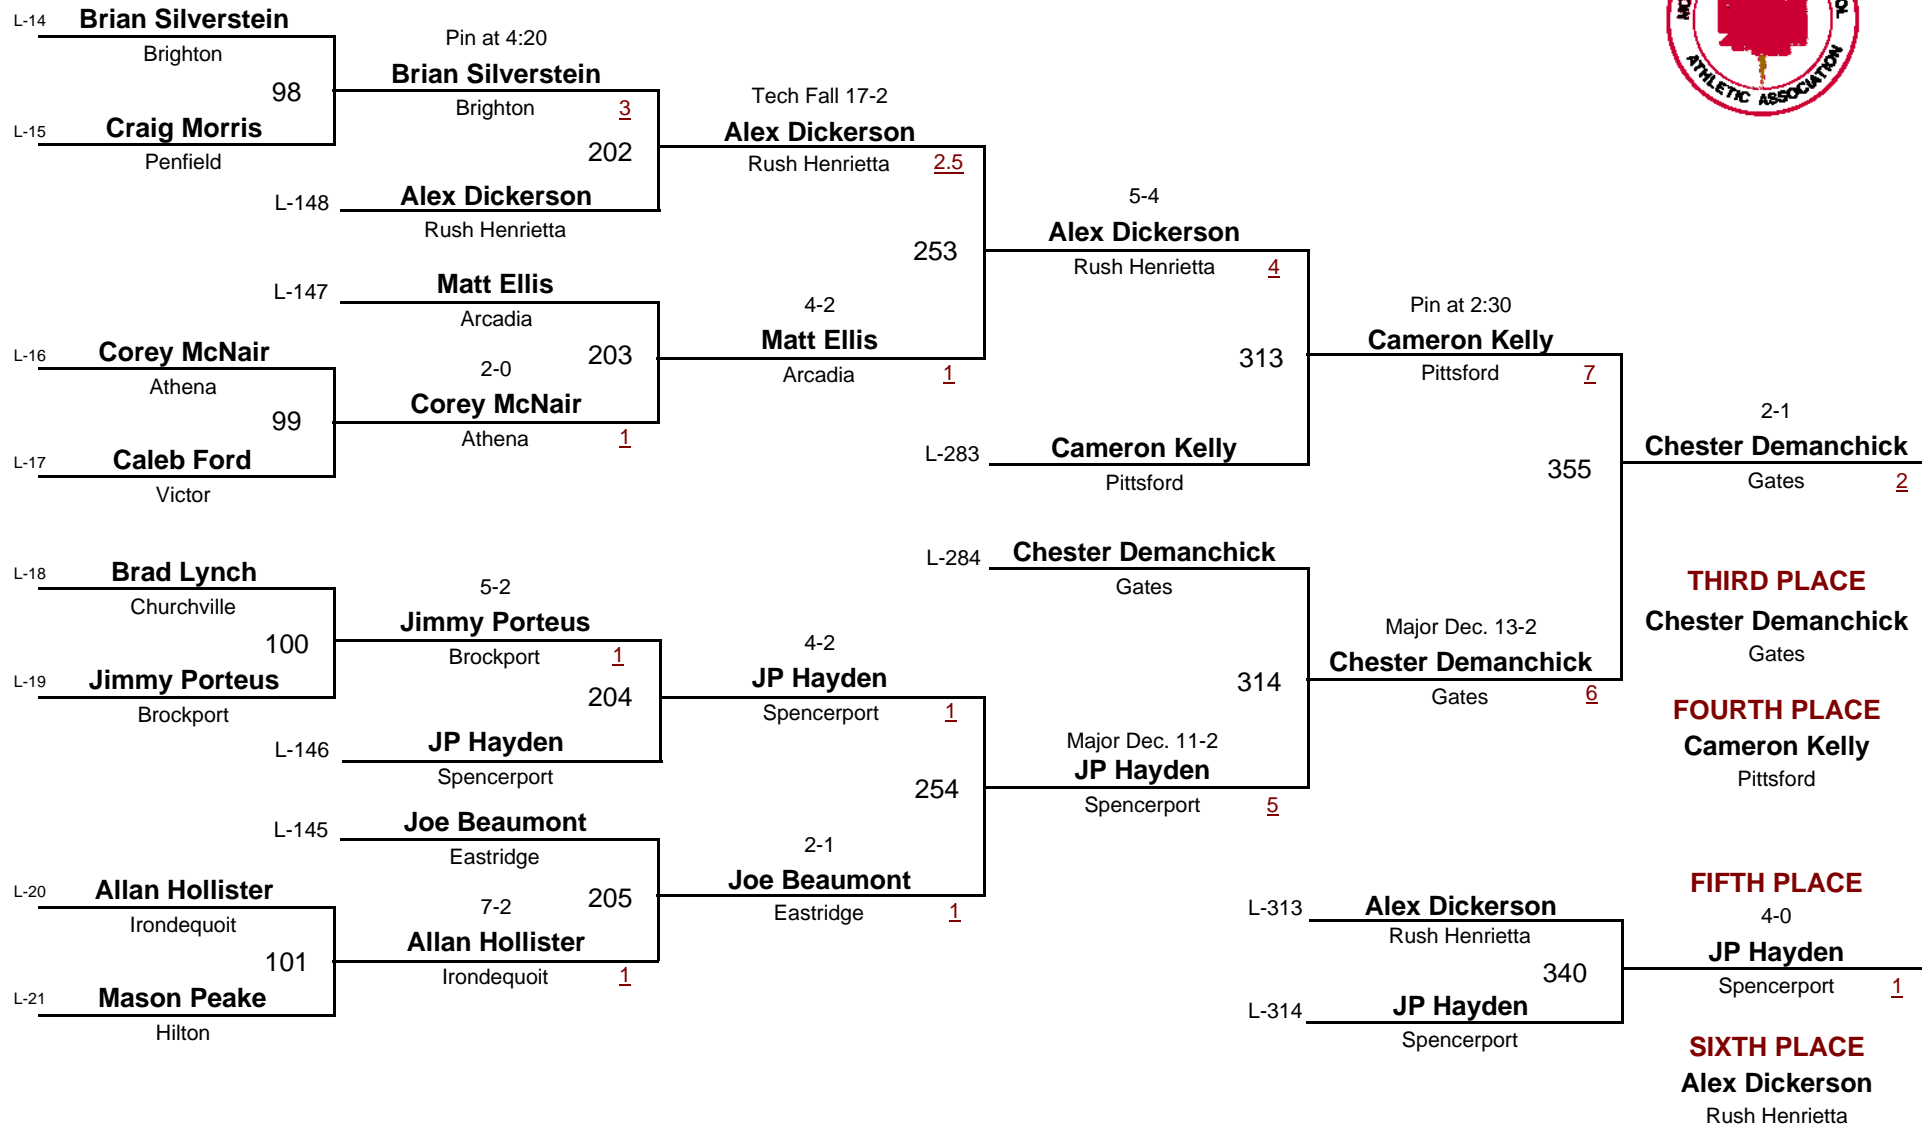 L-14 Brian Silverstein
Brighton
98
L-15 Craig Morris
Penfield
Pin at 4:20
Brian Silverstein
Brighton 3
202
L-148 Alex Dickerson
Rush Henrietta
Tech Fall 17-2
Alex Dickerson
Rush Henrietta 2.5
253
L-147 Matt Ellis
Arcadia
203
L-16 Corey McNair
Athena
99
L-17 Caleb Ford
Victor
2-0
Corey McNair
Athena 1
4-2
Matt Ellis
Arcadia 1
5-4
Alex Dickerson
Rush Henrietta 4
313
L-283 Cameron Kelly
Pittsford
Pin at 2:30
Cameron Kelly
Pittsford 7
355
2-1
Chester Demanchick
Gates 2
L-18 Brad Lynch
Churchville
100
L-19 Jimmy Porteus
Brockport
5-2
Jimmy Porteus
Brockport 1
204
L-146 JP Hayden
Spencerport
4-2
JP Hayden
Spencerport 1
254
L-145 Joe Beaumont
Eastridge
205
L-20 Allan Hollister
Irondequoit
101
L-21 Mason Peake
Hilton
7-2
Allan Hollister
Irondequoit 1
2-1
Joe Beaumont
Eastridge 1
L-284 Chester Demanchick
Gates
314
Major Dec. 11-2
JP Hayden
Spencerport 5
Major Dec. 13-2
Chester Demanchick
Gates 6
THIRD PLACE
Chester Demanchick
Gates
FOURTH PLACE
Cameron Kelly
Pittsford
L-313 Alex Dickerson
Rush Henrietta
340
L-314 JP Hayden
Spencerport
FIFTH PLACE
4-0
JP Hayden
Spencerport 1
SIXTH PLACE
Alex Dickerson
Rush Henrietta
ATHLETIC ASSOCIATION